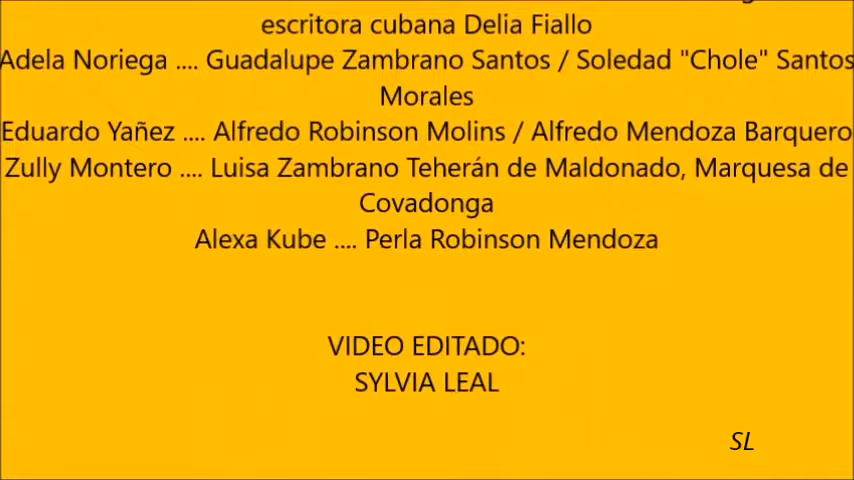 escritora cubana Delia Fiallo
Adela Noriega .... Guadalupe Zambrano Santos / Soledad "Chole" Santos
Morales
Eduardo Yañez .... Alfredo Robinson Molins / Alfredo Mendoza Barquero
Zully Montero .... Luisa Zambrano Teherán de Maldonado, Marquesa de
Covadonga
Alexa Kube .... Perla Robinson Mendoza
VIDEO EDITADO:
SYLVIA LEAL
SL